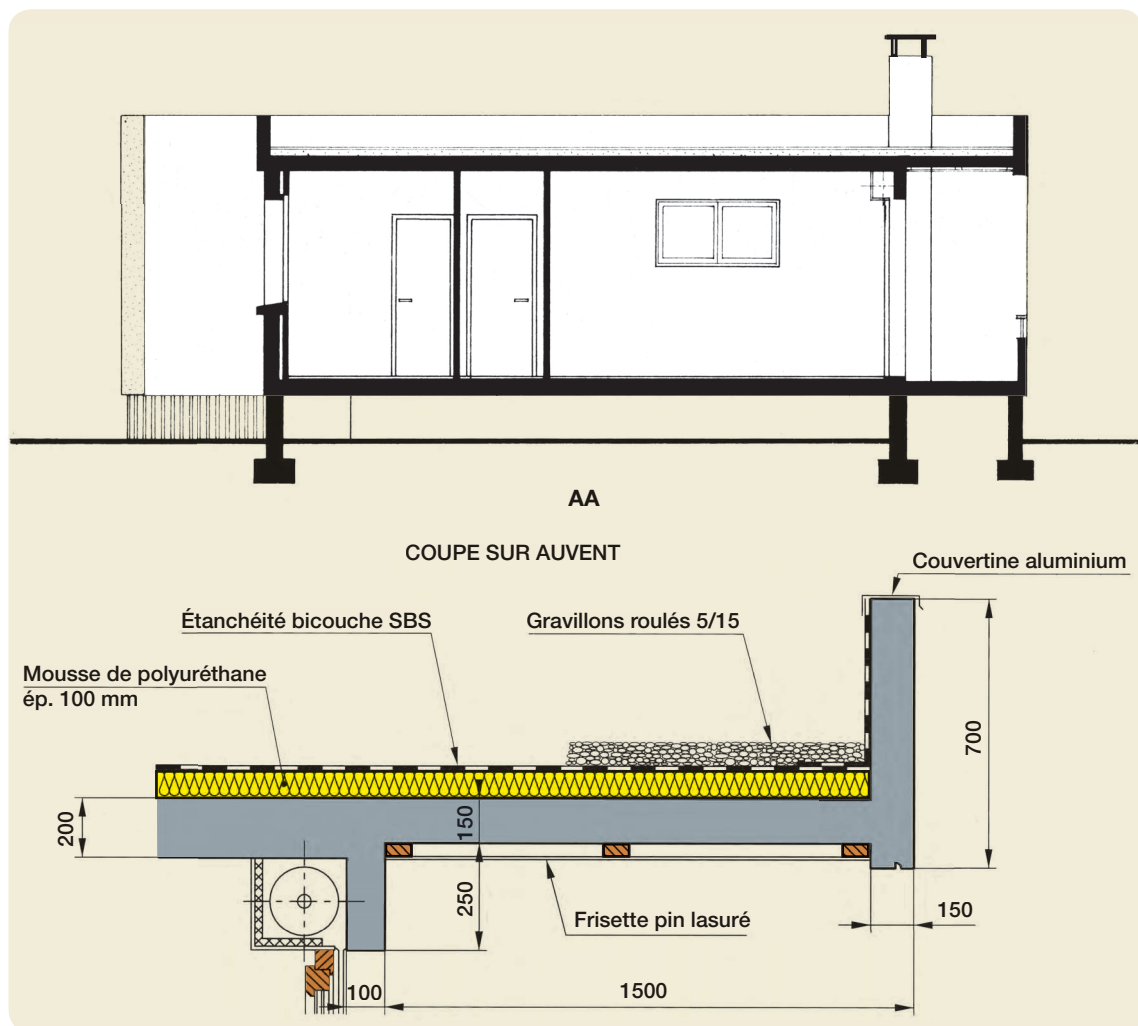 AA
COUPE SUR AUVENT
Couvertine aluminium
Étanchéité bicouche SBS
Gravillons roulés 5/15
Mousse de polyuréthane
ép. 100 mm
700
200
150
250
Frisette pin lasuré
150
100
1500